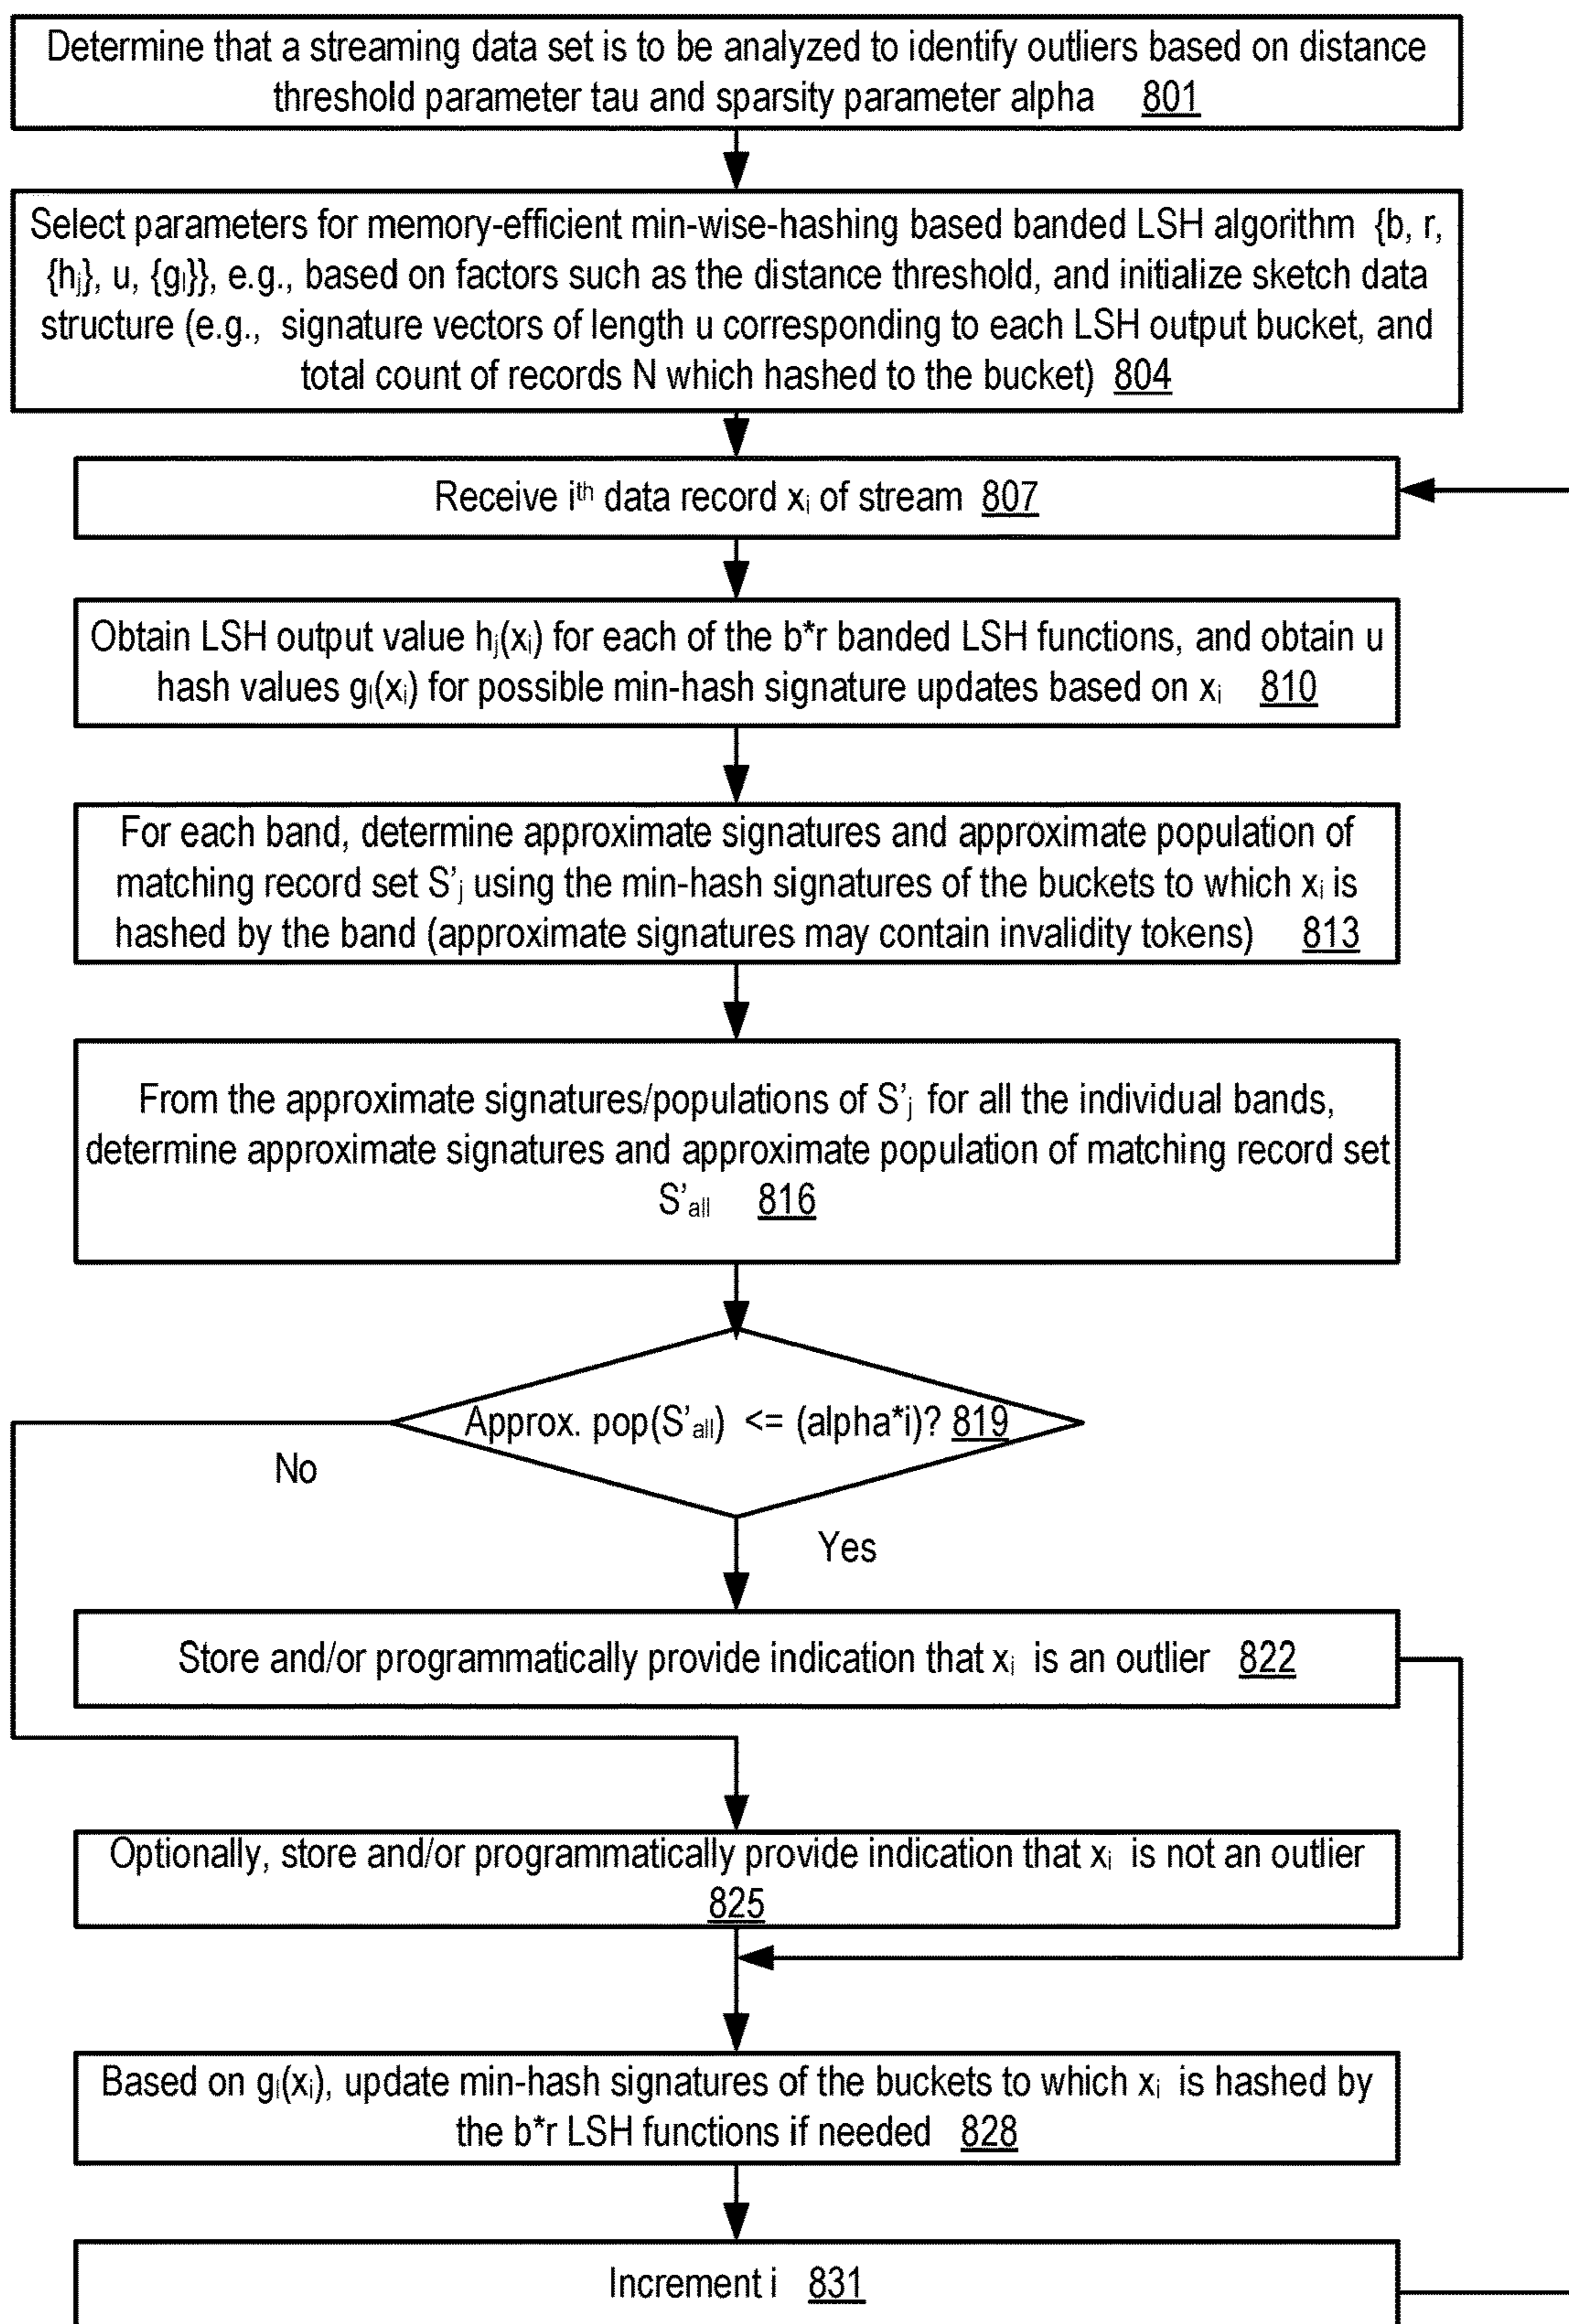 Determine that a streaming data set is to be analyzed to identify outliers based on distance
threshold parameter tau and sparsity parameter alpha 801
Select parameters for memory-efficient min-wise-hashing based banded LSH algorithm {b, r,
{hj}, u, {gl}}, e.g., based on factors such as the distance threshold, and initialize sketch data
structure (e.g., signature vectors of length u corresponding to each LSH output bucket, and
total count of records N which hashed to the bucket) 804
Receive ith data record xi of stream 807
Obtain LSH output value hj(xi) for each of the b*r banded LSH functions, and obtain u
hash values gl(xi) for possible min-hash signature updates based on xi 810
For each band, determine approximate signatures and approximate population of
matching record set S'j using the min-hash signatures of the buckets to which xi is
hashed by the band (approximate signatures may contain invalidity tokens) 813
From the approximate signatures/populations of S'j for all the individual bands,
determine approximate signatures and approximate population of matching record set
S'all 816
Approx. pop(S'all) <= (alpha*i)? 819
No
Yes
Store and/or programmatically provide indication that xi is an outlier 822
Optionally, store and/or programmatically provide indication that xi is not an outlier
825
Based on gl(xi), update min-hash signatures of the buckets to which xi is hashed by
the b*r LSH functions if needed 828
Increment i 831